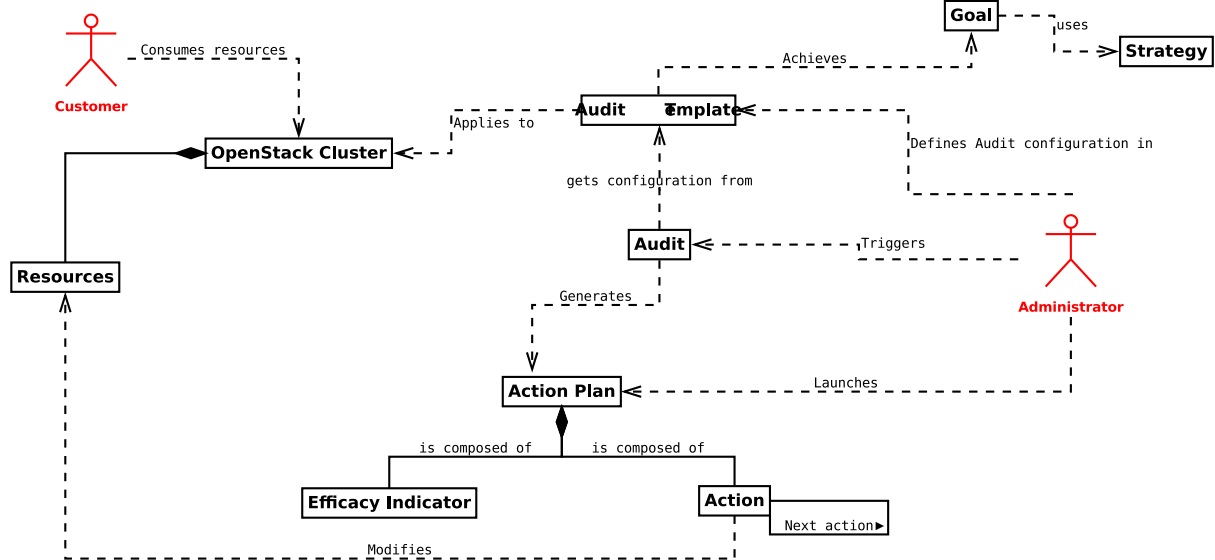 Goal
uses
Strategy
Consumes resources
Achieves
Customer
Audit Template
Applies to
OpenStack Cluster
Defines Audit configuration in
gets configuration from
Audit
Triggers
Resources
Generates
Administrator
Action Plan
Launches
is composed of
is composed of
Efficacy Indicator
Action
Next action
Modifies